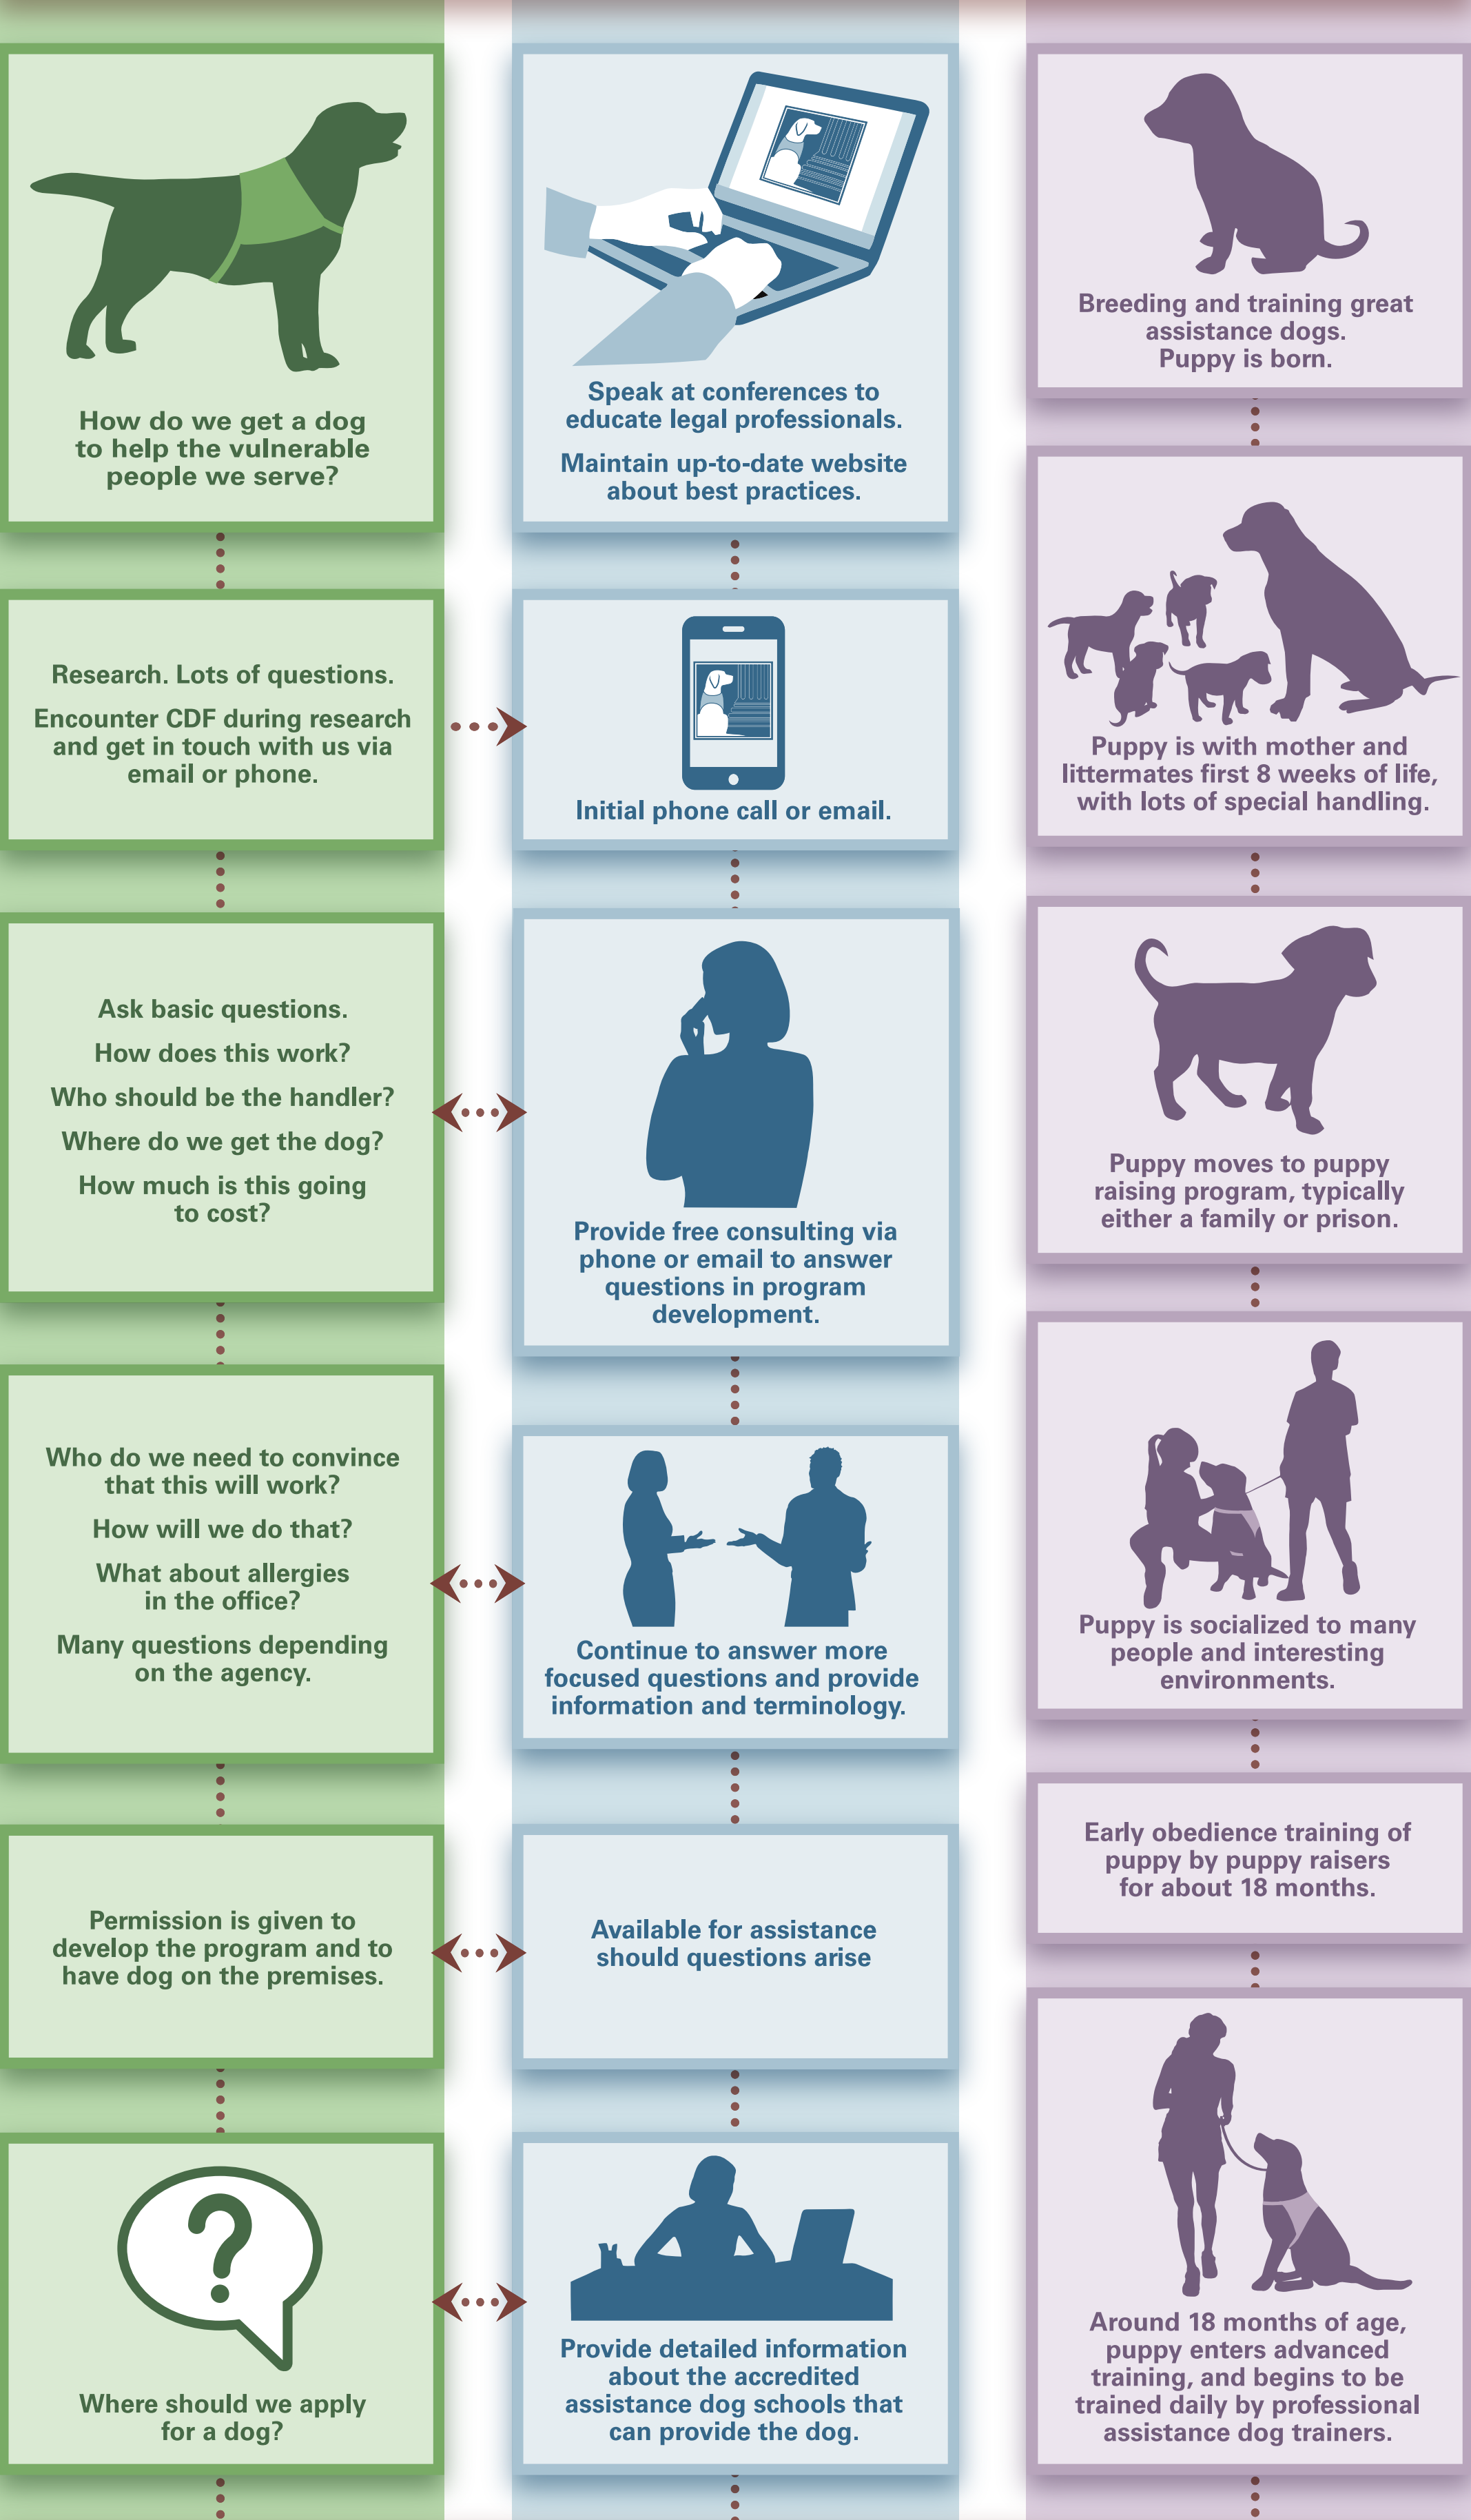 How do we get a dog
to help the vulnerable
people we serve?
Research. Lots of questions.
Encounter CDF during research
and get in touch with us via
email or phone.
Ask basic questions.
How does this work?
Who should be the handler?
Where do we get the dog?
How much is this going
to cost?
Who do we need to convince
that this will work?
How will we do that?
What about allergies
in the office?
Many questions depending
on the agency.
Permission is given to
develop the program and to
have dog on the premises.
?
Where should we apply
for a dog?
Speak at conferences to
educate legal professionals.
Maintain up-to-date website
about best practices.
Initial phone call or email.
Provide free consulting via
phone or email to answer
questions in program
development.
Continue to answer more
focused questions and provide
information and terminology.
Available for assistance
should questions arise
Provide detailed information
about the accredited
assistance dog schools that
can provide the dog.
Breeding and training great
assistance dogs.
Puppy is born.
Puppy is with mother and
littermates first 8 weeks of life,
with lots of special handling.
Puppy moves to puppy
raising program, typically
either a family or prison.
Puppy is socialized to many
people and interesting
environments.
Early obedience training of
puppy by puppy raisers
for about 18 months.
Around 18 months of age,
puppy enters advanced
training, and begins to be
trained daily by professional
assistance dog trainers.